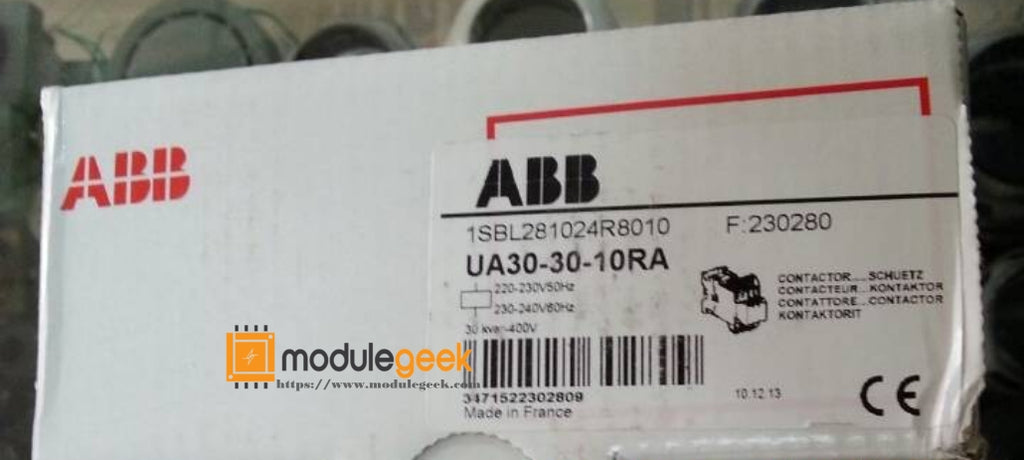 ABB
ABB
1SBL281024R8010 F:230280
UA30-30-10RA
220-230V50Hz
230-240V60Hz
30 kvar-400V
CONTACTOR....SCHUETZ
CONTACTEUR...KONTAKTOR
CONTATTORE...CONTACTOR
KONTAKTORIT
modulegeek
https://www.modulegeek.com
3471522302809
Made in France
10.12.13
CE